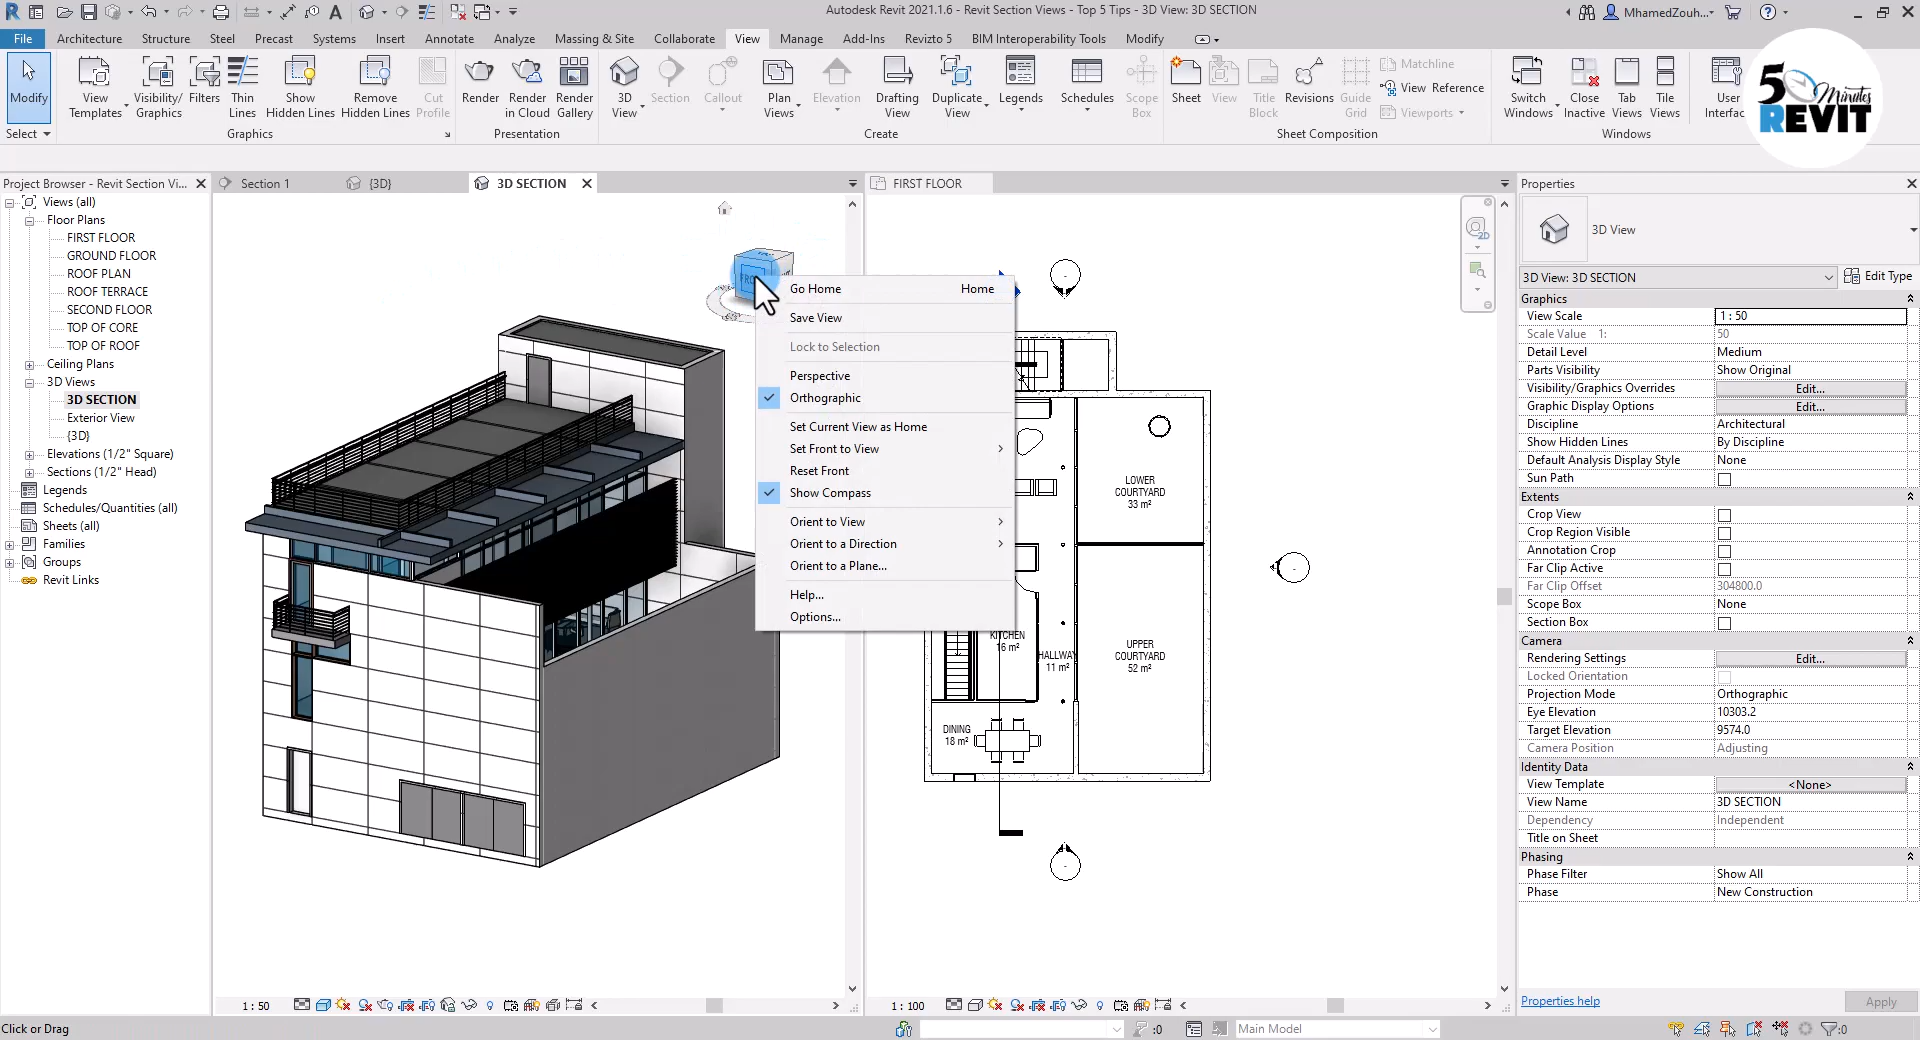 Autodesk Revit 2021.1.6 - Revit Section Views - Top 5 Tips - 3D View: 3D SECTION
MhamedZouh...
File Architecture Structure Steel Precast Systems Insert Annotate Analyze Massing & Site Collaborate View Manage Add-Ins Revizto 5 BIM Interoperability Tools Modify
Modify
View Templates
Visibility/ Graphics
Filters
Thin Lines
Show Hidden Lines
Remove Hidden Lines
Cut Profile
Render
Render in Cloud
Render Gallery
3D View
Section
Callout
Plan Views
Elevation
Drafting View
Duplicate View
Legends
Schedules
Scope Box
Sheet
View
Title Block
Revisions
Guide Grid
Matchline
View Reference
Viewports
Switch Windows
Close Inactive
Tab Views
Tile Views
User Interfac
Select Graphics Presentation Create Sheet Composition Windows
50 Minutes
REVIT
Project Browser - Revit Section Vi...
Views (all)
Floor Plans
FIRST FLOOR
GROUND FLOOR
ROOF PLAN
ROOF TERRACE
SECOND FLOOR
TOP OF CORE
TOP OF ROOF
Ceiling Plans
3D Views
3D SECTION
Exterior View
{3D}
Elevations (1/2" Square)
Sections (1/2" Head)
Legends
Schedules/Quantities (all)
Sheets (all)
Families
Groups
Revit Links
Section 1 {3D} 3D SECTION FIRST FLOOR
Go Home Home
Save View
Lock to Selection
Perspective
Orthographic
Set Current View as Home
Set Front to View
Reset Front
Show Compass
Orient to View
Orient to a Direction
Orient to a Plane...
Help...
Options...
LOWER
COURTYARD
33 m²
KITCHEN
16 m²
HALLWAY
11 m²
UPPER
COURTYARD
52 m²
DINING
18 m²
2D
Properties
3D View
3D View: 3D SECTION Edit Type
Graphics
View Scale 1 : 50
Scale Value 1: 50
Detail Level Medium
Parts Visibility Show Original
Visibility/Graphics Overrides Edit...
Graphic Display Options Edit...
Discipline Architectural
Show Hidden Lines By Discipline
Default Analysis Display Style None
Sun Path
Extents
Crop View
Crop Region Visible
Annotation Crop
Far Clip Active
Far Clip Offset 304800.0
Scope Box None
Section Box
Camera
Rendering Settings Edit...
Locked Orientation
Projection Mode Orthographic
Eye Elevation 10303.2
Target Elevation 9574.0
Camera Position Adjusting
Identity Data
View Template <None>
View Name 3D SECTION
Dependency Independent
Title on Sheet
Phasing
Phase Filter Show All
Phase New Construction
Properties help Apply
1 : 50
1 : 100
Click or Drag
:0
Main Model
:0